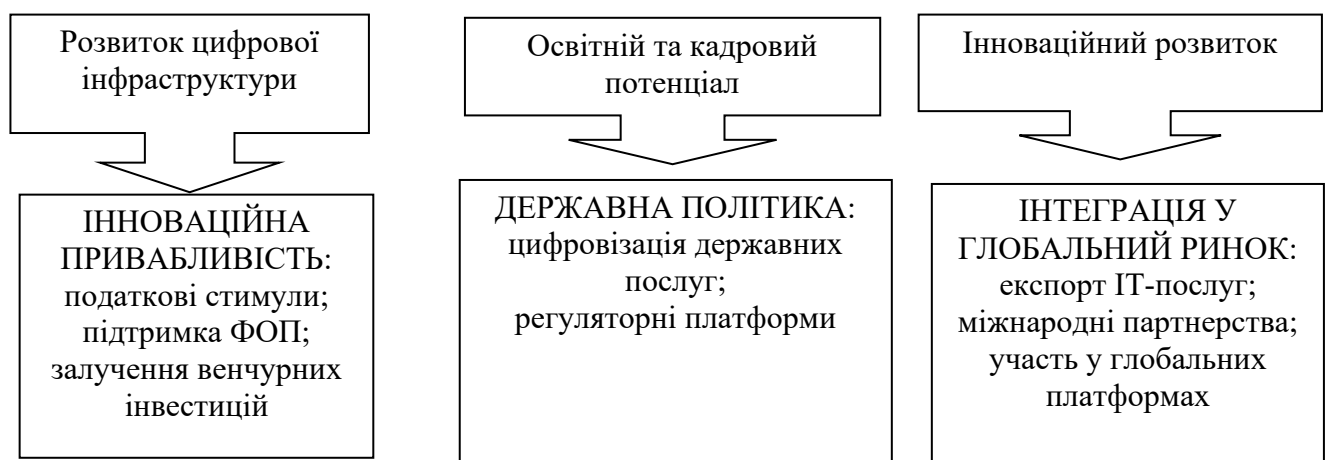 Розвиток цифрової
інфраструктури
Освітній та кадровий
потенціал
Інноваційний розвиток
ІННОВАЦІЙНА
ПРИВАБЛИВІСТЬ:
податкові стимули;
підтримка ФОП;
залучення венчурних
інвестицій
ДЕРЖАВНА ПОЛІТИКА:
цифровізація державних
послуг;
регуляторні платформи
ІНТЕГРАЦІЯ У
ГЛОБАЛЬНИЙ РИНОК:
експорт ІТ-послуг;
міжнародні партнерства;
участь у глобальних
платформах